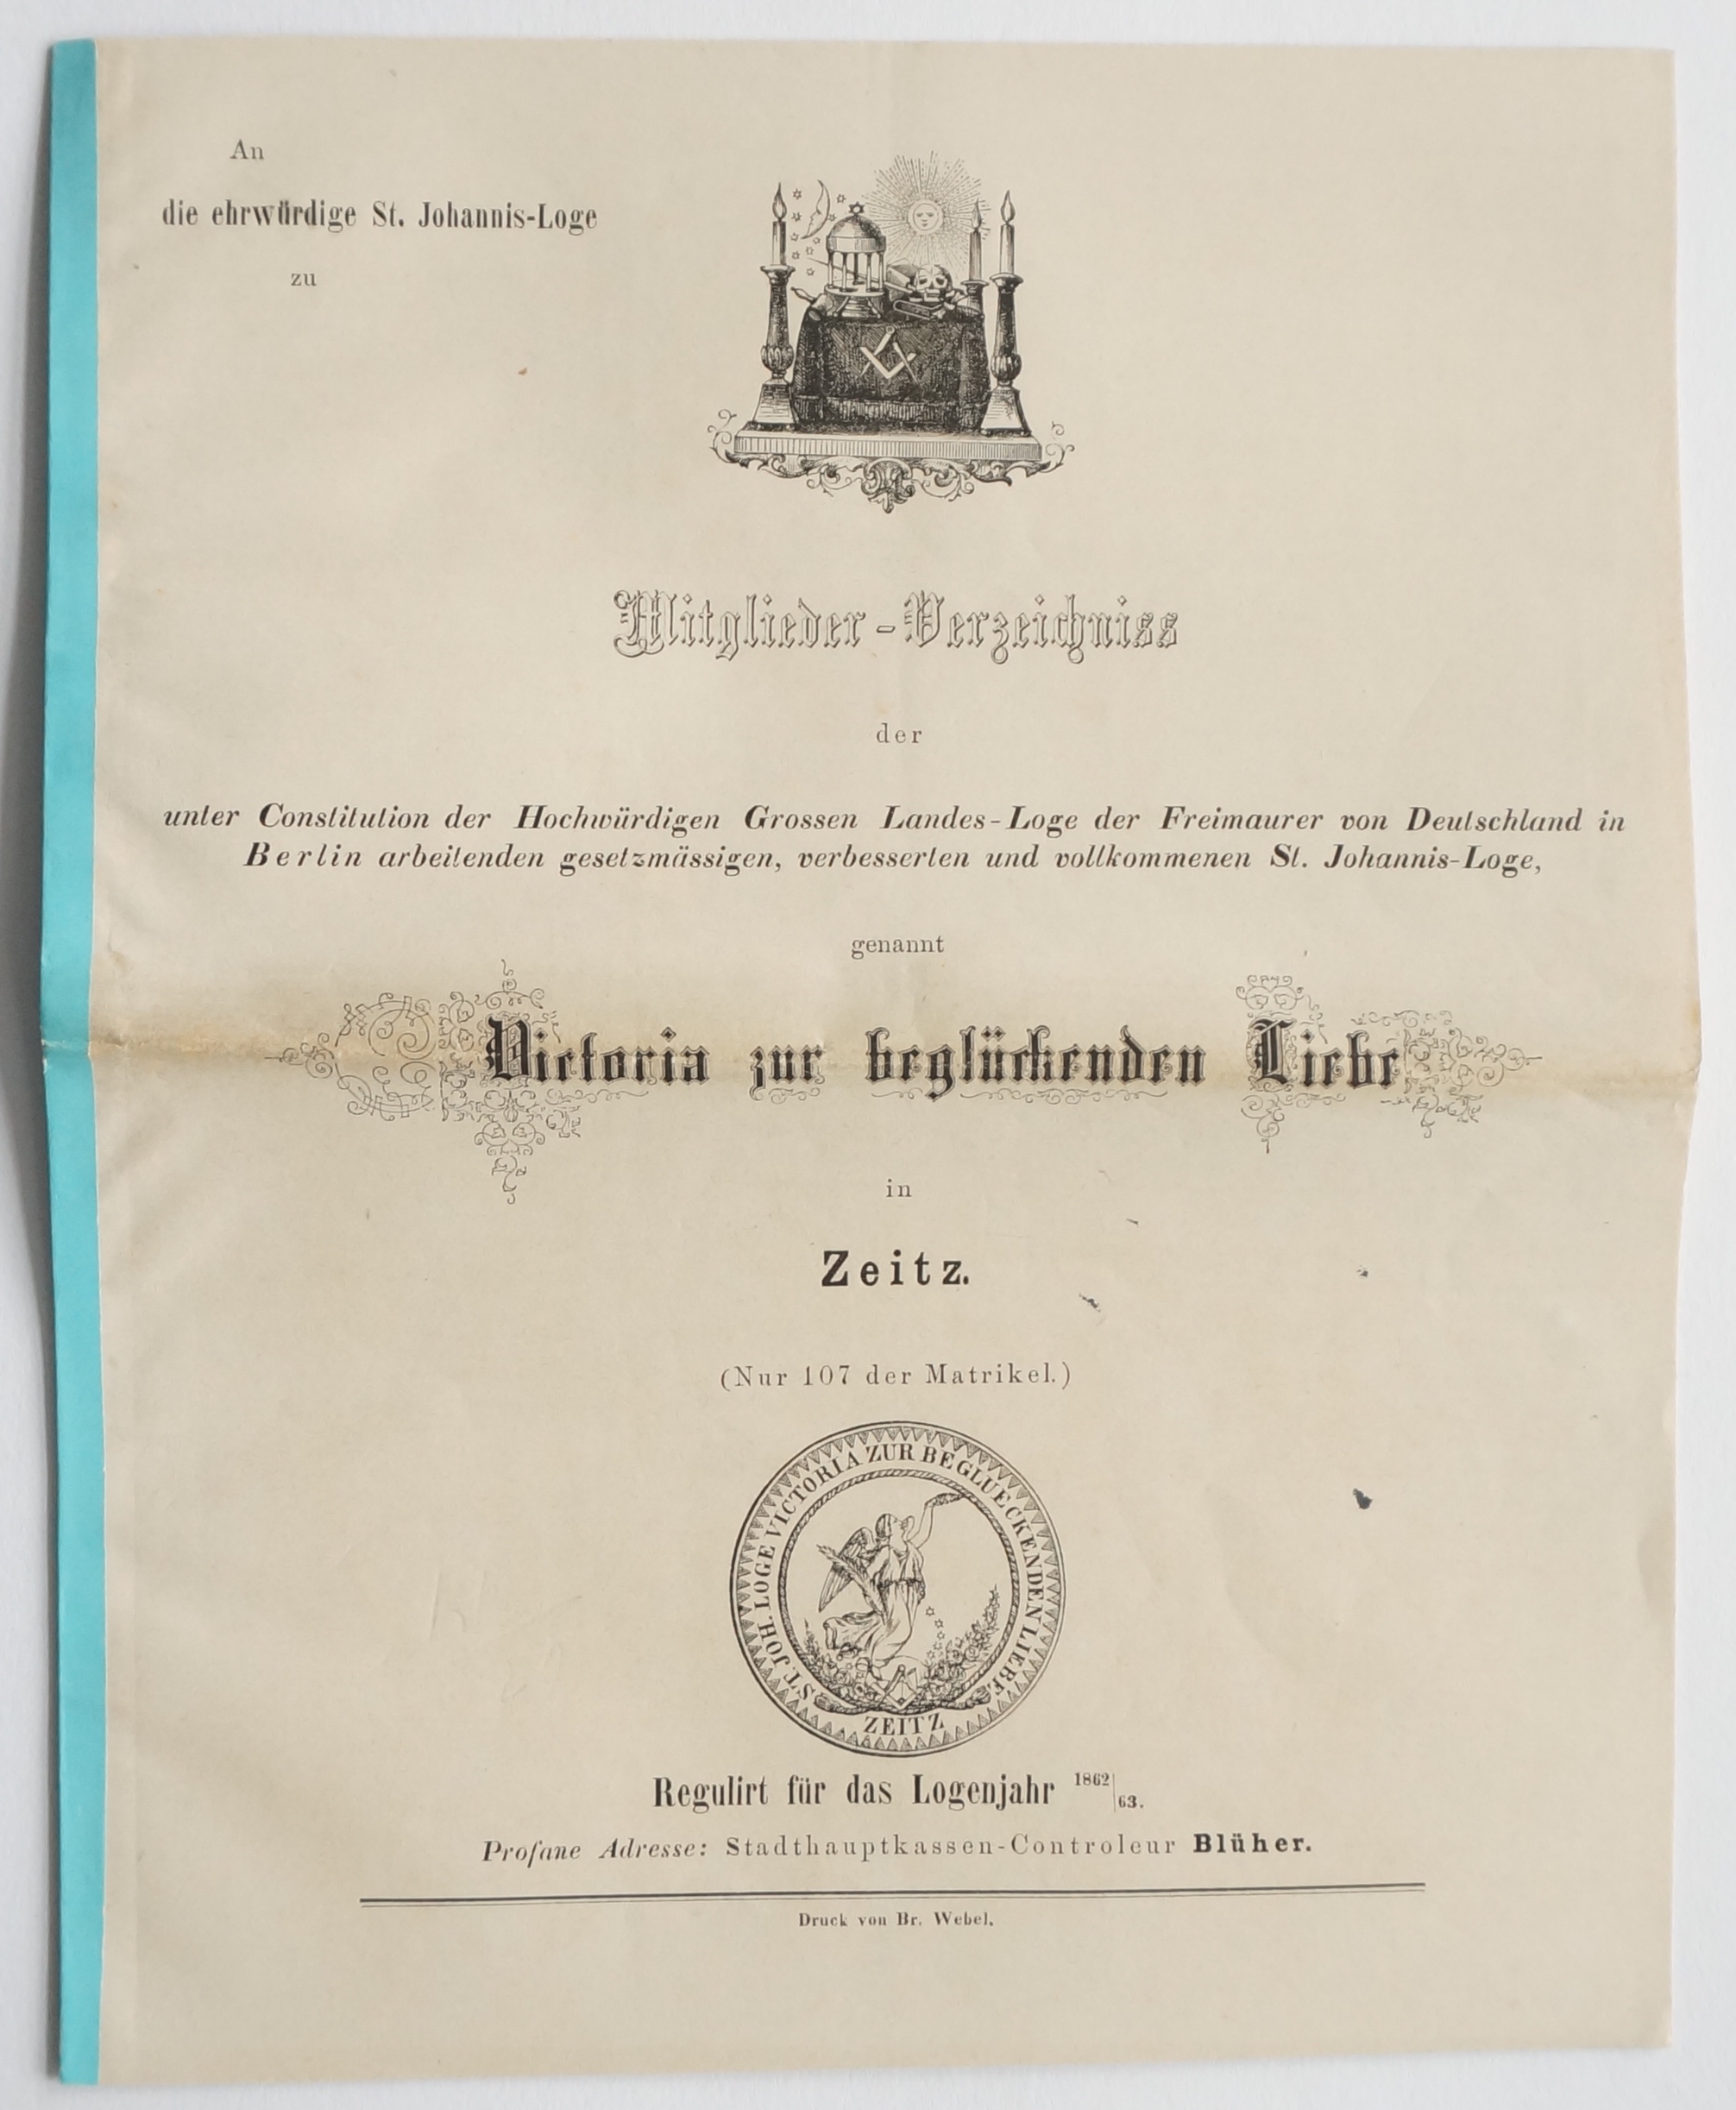 An
die ehrwürdige St. Johannis-Loge
zu
Mitglieder-Verzeichniss
der
unter Constitution der Hochwürdigen Grossen Landes-Loge der Freimaurer von Deutschland in
Berlin arbeitenden gesetzmässigen, verbesserten und vollkommenen St. Johannis-Loge,
genannt
Victoria zur beglückenden Liebe
in
Zeitz.
(Nur 107 der Matrikel.)
ST. JOH. LOGE VICTORIA ZUR BEGLUECKENDEN LIEBE
ZEITZ
Regulirt für das Logenjahr 1862/63.
Profane Adresse: Stadthauptkassen-Controleur Blüher.
Druck von Br. Webel.